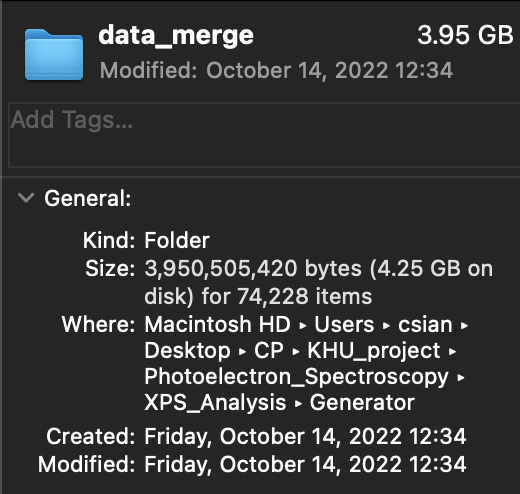 data_merge 3.95 GB
Modified: October 14, 2022 12:34
Add Tags...
General:
Kind: Folder
Size: 3,950,505,420 bytes (4.25 GB on
disk) for 74,228 items
Where: Macintosh HD ▸ Users ▸ csian ▸
Desktop ▸ CP ▸ KHU_project ▸
Photoelectron_Spectroscopy ▸
XPS_Analysis ▸ Generator
Created: Friday, October 14, 2022 12:34
Modified: Friday, October 14, 2022 12:34